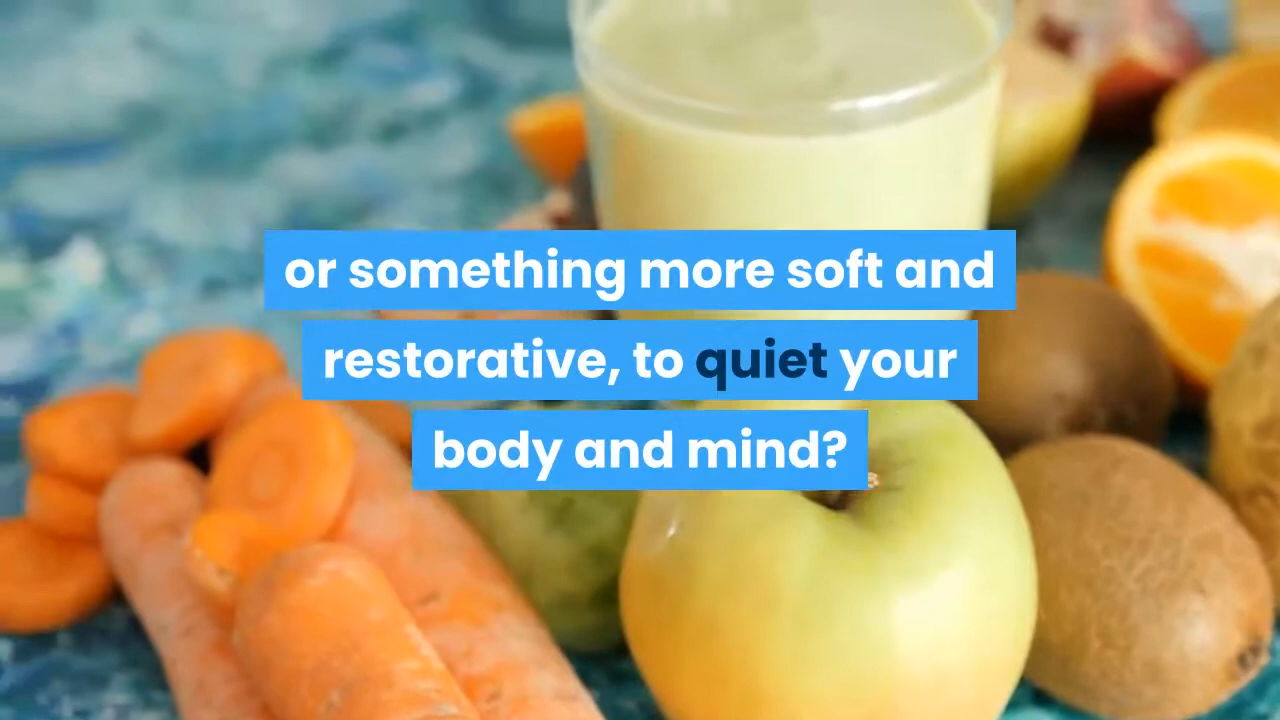 or something more soft and
restorative, to quiet your
body and mind?